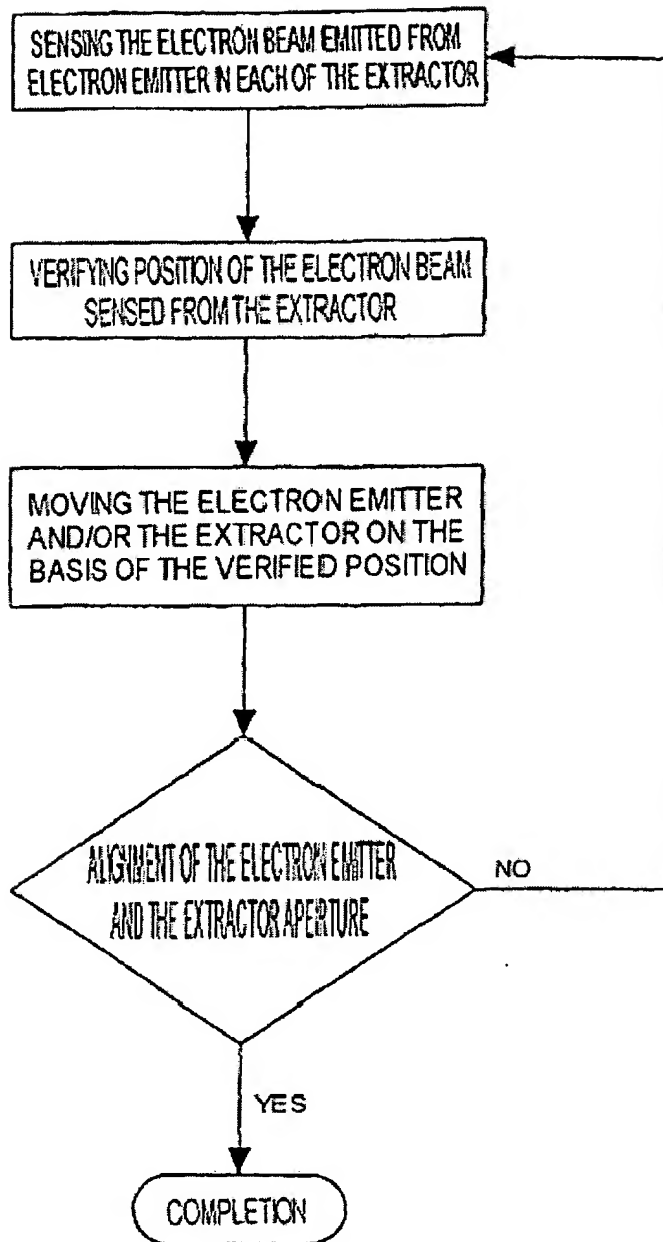 SENSING THE ELECTRON BEAM EMITTED FROM
ELECTRON EMITTER IN EACH OF THE EXTRACTOR
VERIFYING POSITION OF THE ELECTRON BEAM
SENSED FROM THE EXTRACTOR
MOVING THE ELECTRON EMITTER
AND/OR THE EXTRACTOR ON THE
BASIS OF THE VERIFIED POSITION
ALIGNMENT OF THE ELECTRON EMITTER
AND THE EXTRACTOR APERTURE
NO
YES
COMPLETION